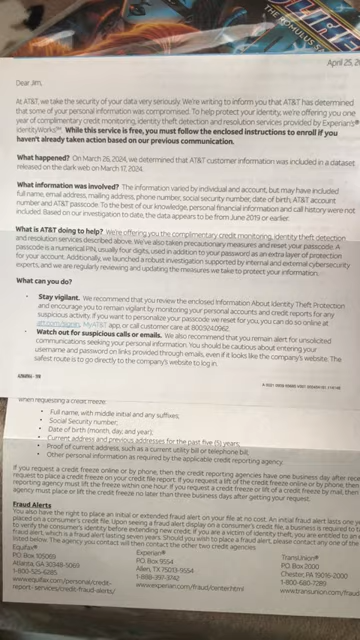 THE ROMULUS
April 25, 20
Dear Jim,
At AT&T, we take the security of your data very seriously. We're writing to inform you that AT&T has determined
that some of your personal information was compromised. To help protect your identity, we're offering you one
year of complimentary credit monitoring, identity theft detection and resolution services provided by Experian's®
IdentityWorks℠. While this service is free, you must follow the enclosed instructions to enroll if you
haven't already taken action based on our previous communication.
What happened? On March 26, 2024, we determined that AT&T customer information was included in a dataset
released on the dark web on March 17, 2024.
What information was involved? The information varied by individual and account, but may have included
full name, email address, mailing address, phone number, social security number, date of birth, AT&T account
number and AT&T passcode. To the best of our knowledge, personal financial information and call history were not
included. Based on our investigation to date, the data appears to be from June 2019 or earlier.
What is AT&T doing to help? We're offering you the complimentary credit monitoring, identity theft detection
and resolution services described above. We've also taken precautionary measures and reset your passcode. A
passcode is a numerical PIN, usually four digits, used in addition to your password as an extra layer of protection
for your account. Additionally, we launched a robust investigation supported by internal and external cybersecurity
experts, and we are regularly reviewing and updating the measures we take to protect your information.
What can you do?
• Stay vigilant. We recommend that you review the enclosed Information About Identity Theft Protection
and encourage you to remain vigilant by monitoring your personal accounts and credit reports for any
suspicious activity. If you want to personalize your passcode we reset for you, you can do so online at
MyAT&T app. or call customer care at 800.924.0962.
• Watch out for suspicious calls or emails. We also recommend that you remain alert for unsolicited
communications seeking your personal information. You should be cautious about entering your
username and password on links provided through emails, even if it looks like the company's website. The
safest route is to go directly to the company's website to log in.
when requesting a credit freeze:
• Full name, with middle initial and any suffixes;
• Social Security number;
• Date of birth (month, day, and year);
• Current address and previous addresses for the past five (5) years;
• Proof of current address, such as a current utility bill or telephone bill;
• Other personal information as required by the applicable credit reporting agency.
If you request a credit freeze online or by phone, then the credit reporting agencies have one business day after rece
request to place a credit freeze on your credit file report. If you request a lift of the credit freeze online or by phone, then
reporting agency must lift the freeze within one hour. If you request a credit freeze or lift of a credit freeze by mail, then
agency must place or lift the credit freeze no later than three business days after getting your request.
Fraud Alerts
You also have the right to place an initial or extended fraud alert on your file at no cost. An initial fraud alert lasts one y
placed on a consumer's credit file. Upon seeing a fraud alert display on a consumer's credit file, a business is required to ta
to verify the consumer's identity before extending new credit. If you are a victim of identity theft, you are entitled to an e
fraud alert, which is a fraud alert lasting seven years. Should you wish to place a fraud alert, please contact any one of the
listed below. The agency you contact will then contact the other two credit agencies.
Equifax®
PO Box 105069
Atlanta, GA 30348-5069
1-800-525-6285
www.equifax.com/personal/credit-
report-services/credit-fraud-alerts/
Experian®
PO Box 9554
Allen, TX 75013-9554
1-888-397-3742
www.experian.com/fraud/center.html
TransUnion®
PO Box 2000
Chester, PA 19016-2000
1-800-680-7289
www.transunion.com/fraud